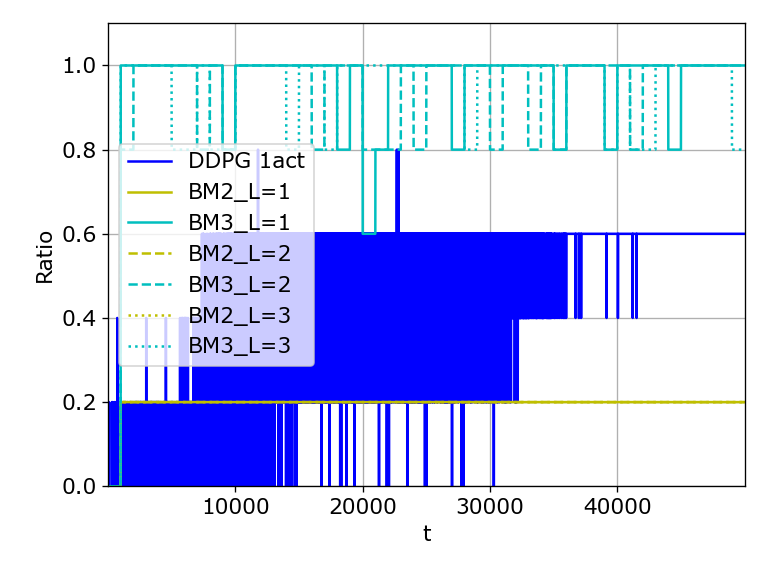 1.0
0.8
0.6
0.4
0.2
0.0
Ratio
DDPG 1act
BM2_L=1
BM3_L=1
BM2_L=2
BM3_L=2
BM2_L=3
BM3_L=3
10000 20000 30000 40000
t